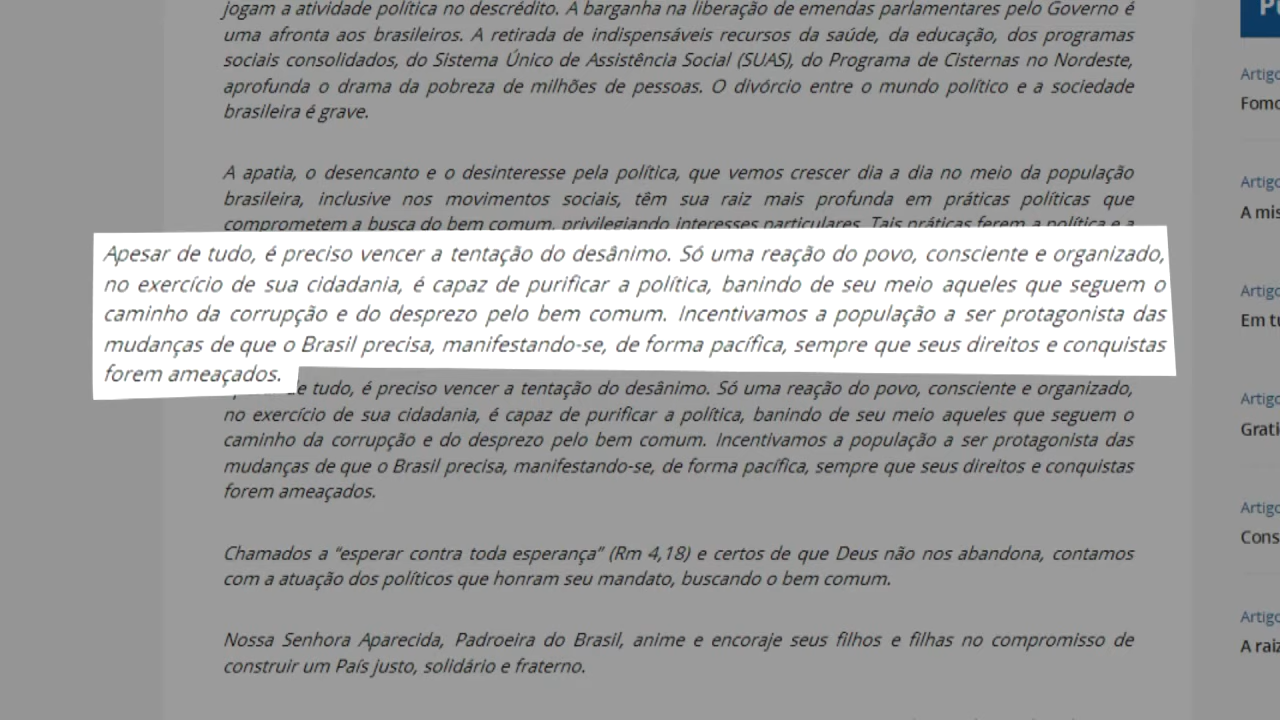 jogam a atividade política no descrédito. A barganha na liberação de emendas parlamentares pelo Governo é
uma afronta aos brasileiros. A retirada de indispensáveis recursos da saúde, da educação, dos programas
sociais consolidados, do Sistema Único de Assistência Social (SUAS), do Programa de Cisternas no Nordeste,
aprofunda o drama da pobreza de milhões de pessoas. O divórcio entre o mundo político e a sociedade
brasileira é grave.
A apatia, o desencanto e o desinteresse pela política, que vemos crescer dia a dia no meio da população
brasileira, inclusive nos movimentos sociais, têm sua raiz mais profunda em práticas políticas que
comprometem a busca do bem comum, privilegiando interesses particulares. Tais práticas ferem a política e a
Apesar de tudo, é preciso vencer a tentação do desânimo. Só uma reação do povo, consciente e organizado,
no exercício de sua cidadania, é capaz de purificar a política, banindo de seu meio aqueles que seguem o
caminho da corrupção e do desprezo pelo bem comum. Incentivamos a população a ser protagonista das
mudanças de que o Brasil precisa, manifestando-se, de forma pacífica, sempre que seus direitos e conquistas
forem ameaçados.
de tudo, é preciso vencer a tentação do desânimo. Só uma reação do povo, consciente e organizado,
no exercício de sua cidadania, é capaz de purificar a política, banindo de seu meio aqueles que seguem o
caminho da corrupção e do desprezo pelo bem comum. Incentivamos a população a ser protagonista das
mudanças de que o Brasil precisa, manifestando-se, de forma pacífica, sempre que seus direitos e conquistas
forem ameaçados.
Chamados a “esperar contra toda esperança” (Rm 4,18) e certos de que Deus não nos abandona, contamos
com a atuação dos políticos que honram seu mandato, buscando o bem comum.
Nossa Senhora Aparecida, Padroeira do Brasil, anime e encoraje seus filhos e filhas no compromisso de
construir um País justo, solidário e fraterno.
Artigo
Fomo
Artigo
A mis
Artigo
Em tu
Artigo
Grati
Artigo
Cons
Artigo
A raiz